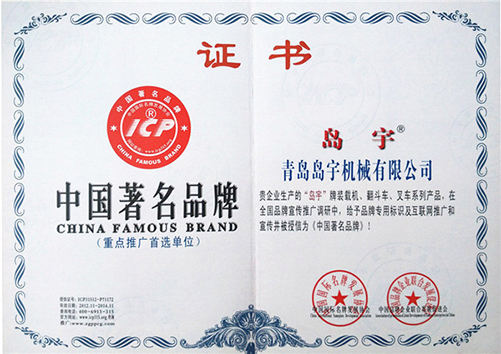 证书
中国著名品牌
ICP
CHINA FAMOUS BRAND
中国著名品牌
CHINA FAMOUS BRAND
(重点推广首选单位)
岛宇®
青岛岛宇机械有限公司
贵企业生产的“岛宇”牌装载机、翻斗车、叉车系列产品，在
全国品牌宣传推广调研中，给予品牌专用标识及互联网推广和
宣传并被授信为《中国著名品牌》！